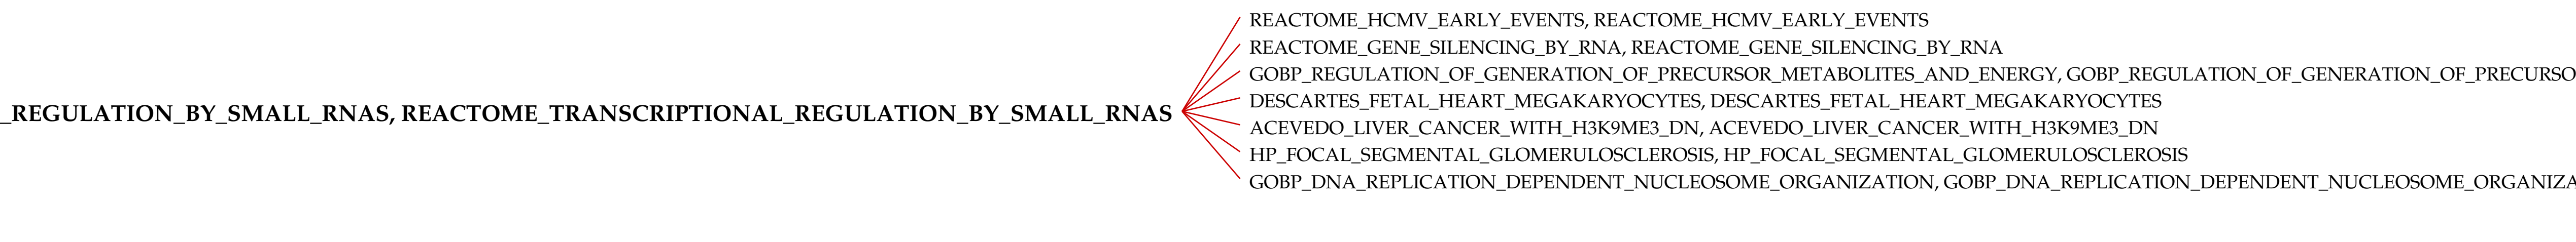 REACTOME_HCMV_EARLY_EVENTS, REACTOME_HCMV_EARLY_EVENTS
REACTOME_GENE_SILENCING_BY_RNA, REACTOME_GENE_SILENCING_BY_RNA
GOBP_REGULATION_OF_GENERATION_OF_PRECURSOR_METABOLITES_AND_ENERGY, GOBP_REGULATION_OF_GENERATION_OF_PRECURSO
DESCARTES_FETAL_HEART_MEGAKARYOCYTES, DESCARTES_FETAL_HEART_MEGAKARYOCYTES
_REGULATION_BY_SMALL_RNAS, REACTOME_TRANSCRIPTIONAL_REGULATION_BY_SMALL_RNAS
ACEVEDO_LIVER_CANCER_WITH_H3K9ME3_DN, ACEVEDO_LIVER_CANCER_WITH_H3K9ME3_DN
HP_FOCAL_SEGMENTAL_GLOMERULOSCLEROSIS, HP_FOCAL_SEGMENTAL_GLOMERULOSCLEROSIS
GOBP_DNA_REPLICATION_DEPENDENT_NUCLEOSOME_ORGANIZATION, GOBP_DNA_REPLICATION_DEPENDENT_NUCLEOSOME_ORGANIZA